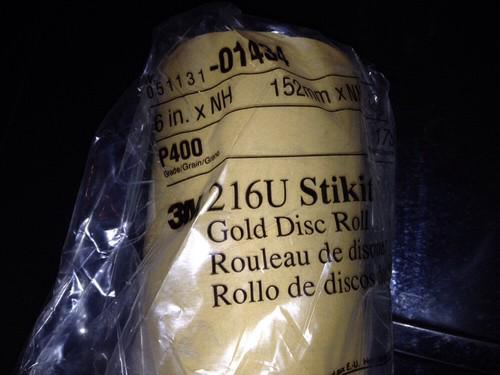 051131-01434
6 in. x NH 152mm x NH
P400
Grade/Grain/Grano
3M 216U Stikit
Gold Disc Roll
Rouleau de disque
Rollo de discos